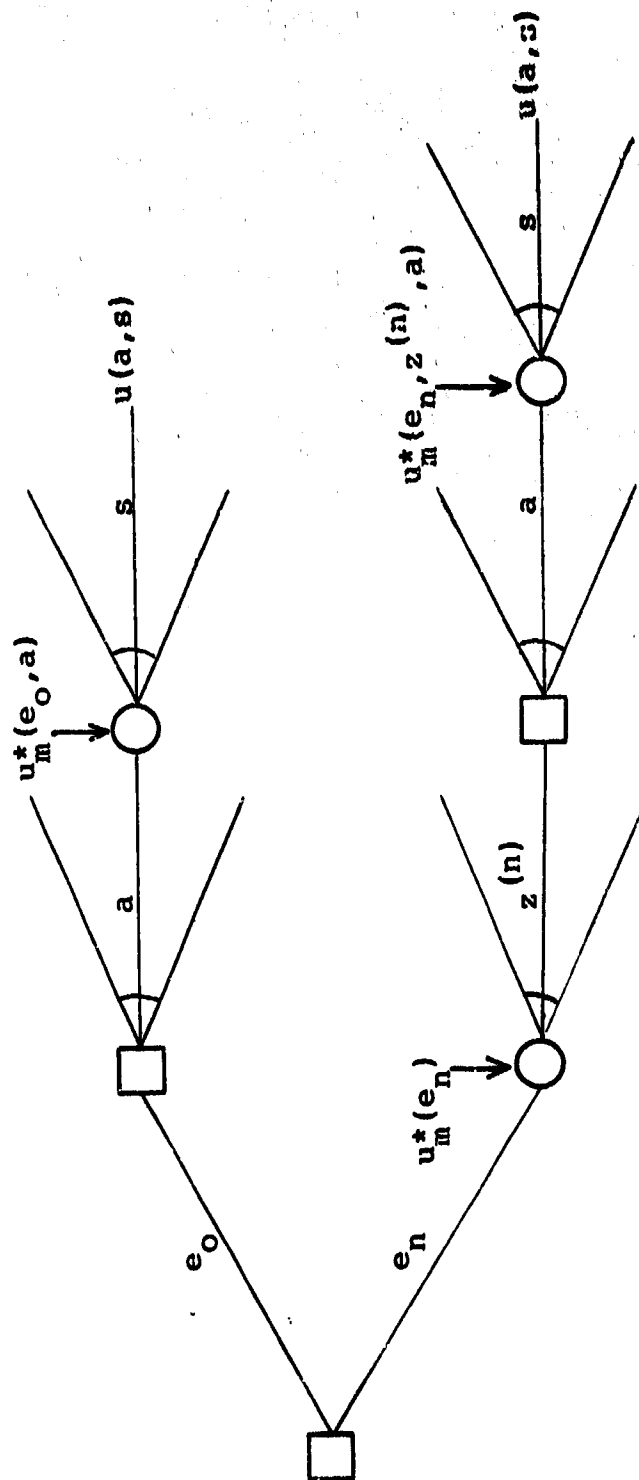 u(a,s)
s
u*m(eo,a)
a
eo
u(a,s)
s
u*m(en,z(n),a)
a
z(n)
u*m(en)
en